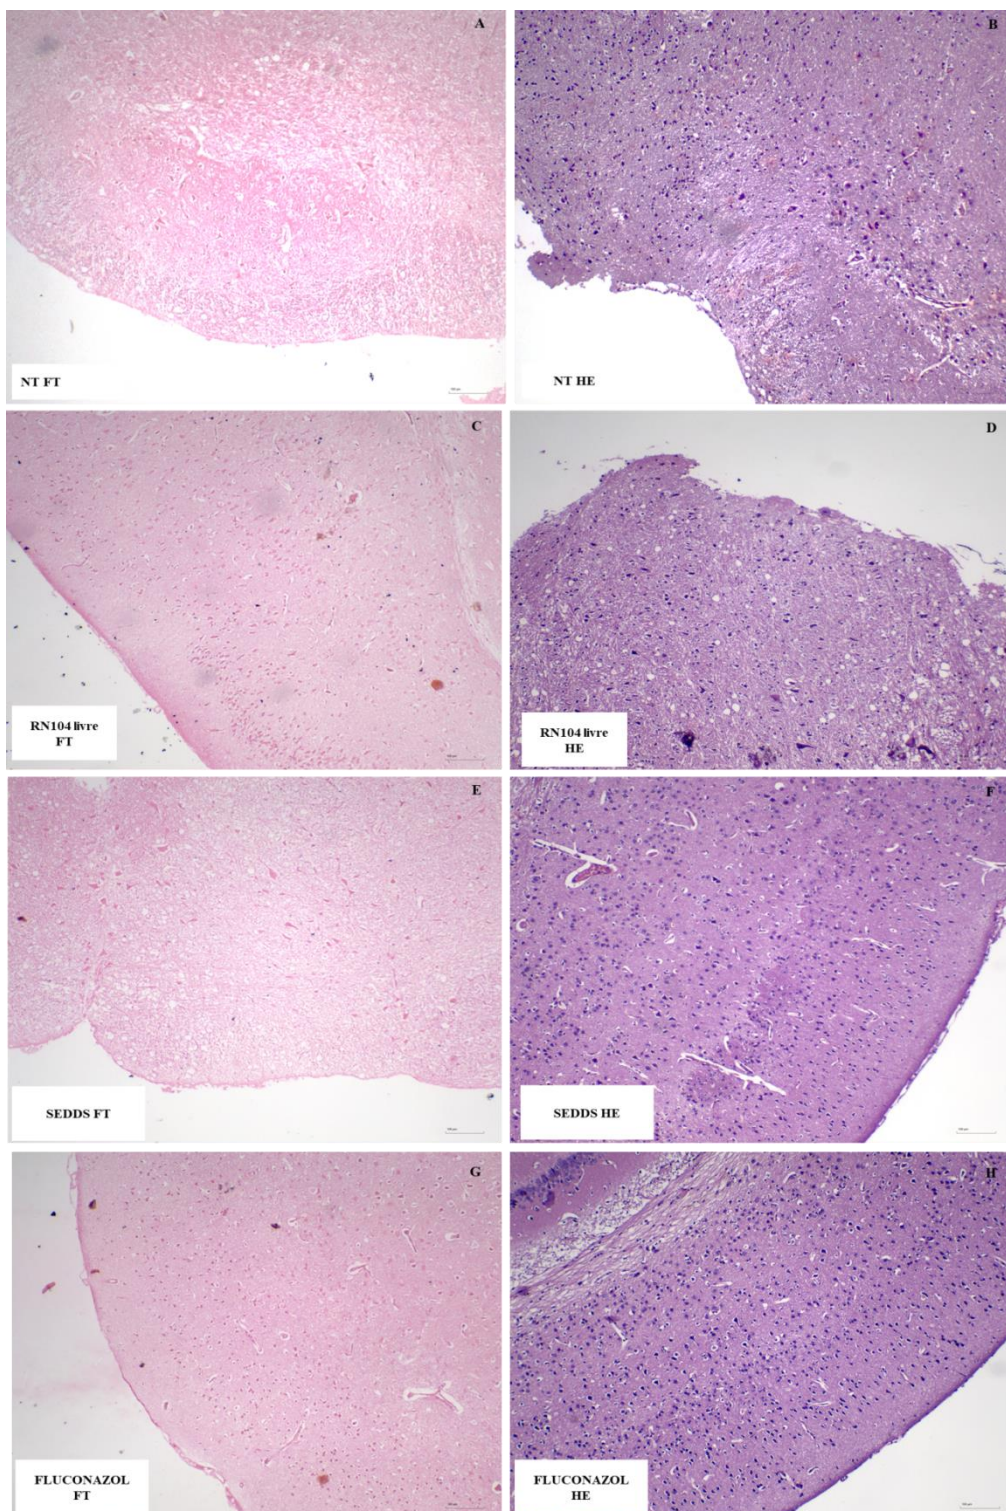 A
B
NT FT
NT HE
C
D
RN104 livre
FT
RN104 livre
HE
E
F
SEDDS FT
SEDDS HE
G
H
FLUCONAZOL
FT
FLUCONAZOL
HE